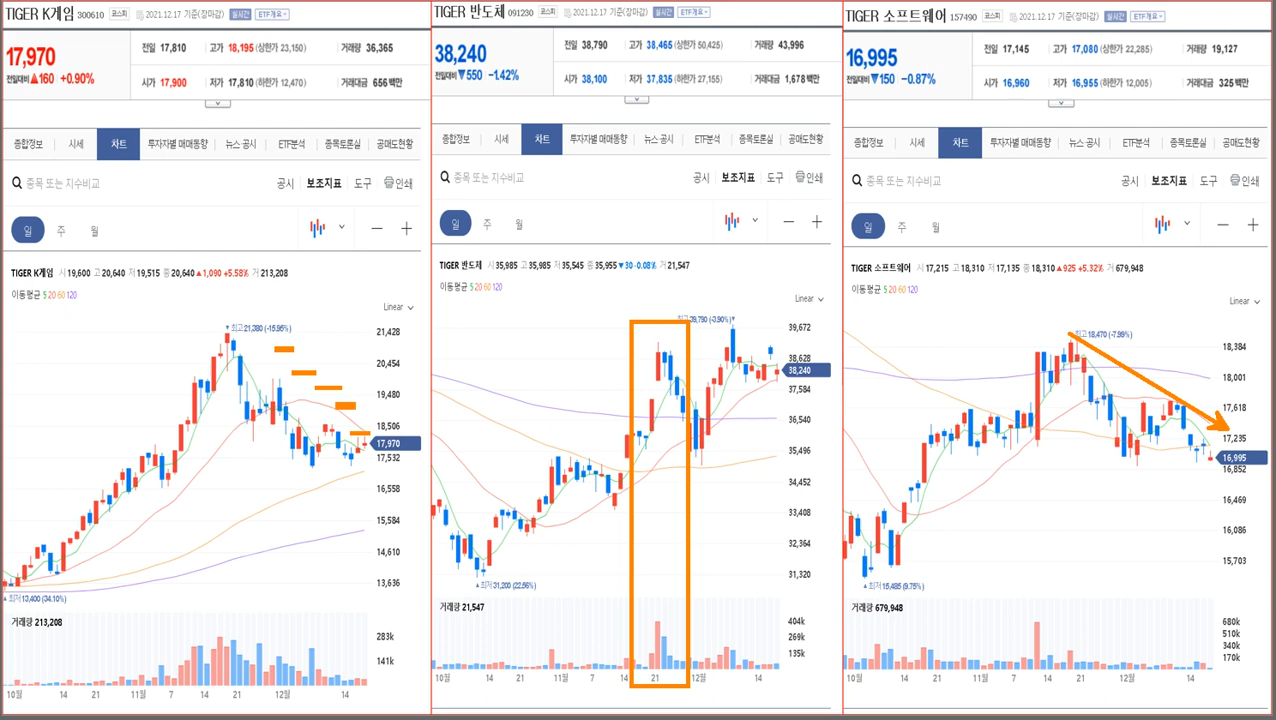 TIGER K게임 300610 코스피 2021.12.17 기준(장마감) 실시간 ETF개요
17,970
전일대비 ▲160 +0.90%
전일 17,810 고가 18,195 (상한가 23,150) 거래량 36,365
시가 17,900 저가 17,810 (하한가 12,470) 거래대금 656 백만
종합정보 시세 차트 투자자별 매매동향 뉴스·공시 ETF분석 종목토론실 공매도현황
종목 또는 지수비교 공시 보조지표 도구 인쇄
일 주 월
TIGER K게임 시 19,600 고 20,640 저 19,515 종 20,640 ▲1,090 +5.58% 거 213,208
이동평균 5 20 60 120
Linear
최고 21,380 (-15.95%)
21,428
20,454
19,480
18,506
17,970
17,532
16,558
15,584
14,610
13,636
▲최저 13,400 (34.10%)
거래량 213,208
283k
141k
10월 14 21 11월 7 14 21 12월 14
TIGER 반도체 091230 코스피 2021.12.17 기준(장마감) 실시간 ETF개요
38,240
전일대비 ▼550 -1.42%
전일 38,790 고가 38,465 (상한가 50,425) 거래량 43,996
시가 38,100 저가 37,835 (하한가 27,155) 거래대금 1,678 백만
종합정보 시세 차트 투자자별 매매동향 뉴스·공시 ETF분석 종목토론실 공매도현황
종목 또는 지수비교 공시 보조지표 도구 인쇄
일 주 월
TIGER 반도체 시 35,985 고 35,985 저 35,545 종 35,955 ▼30 -0.08% 거 21,547
이동평균 5 20 60 120
Linear
최고 39,790 (-3.90%)
39,672
38,628
38,240
37,584
36,540
35,496
34,452
33,408
32,364
31,320
▲최저 31,200 (22.56%)
거래량 21,547
404k
269k
135k
10월 14 21 11월 7 14 21 12월 14
TIGER 소프트웨어 157490 코스피 2021.12.17 기준(장마감) 실시간 ETF개요
16,995
전일대비 ▼150 -0.87%
전일 17,145 고가 17,080 (상한가 22,285) 거래량 19,127
시가 16,960 저가 16,955 (하한가 12,005) 거래대금 325 백만
종합정보 시세 차트 투자자별 매매동향 뉴스·공시 ETF분석 종목토론실 공매도현황
종목 또는 지수비교 공시 보조지표 도구 인쇄
일 주 월
TIGER 소프트웨어 시 17,215 고 18,310 저 17,135 종 18,310 ▲925 +5.32% 거 679,948
이동평균 5 20 60 120
Linear
최고 18,470 (-7.99%)
18,384
18,001
17,618
17,235
16,995
16,852
16,469
16,086
15,703
▲최저 15,485 (9.75%)
거래량 679,948
680k
510k
340k
170k
10월 14 21 11월 7 14 21 12월 14